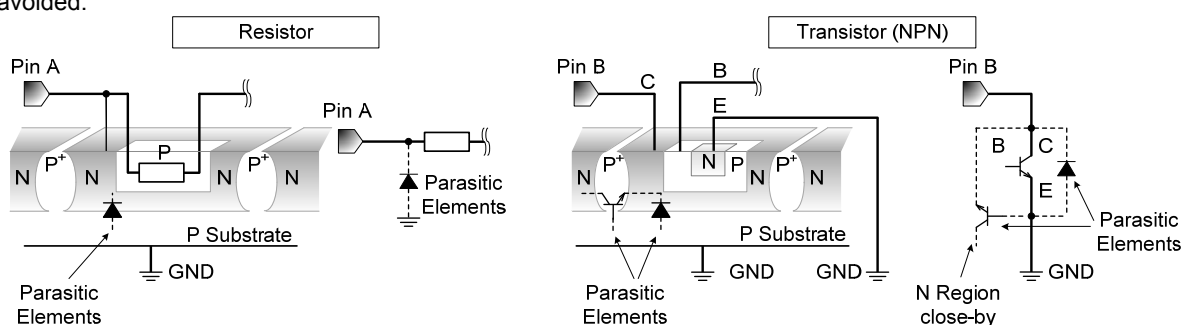 avoided.
Resistor
Pin A
P
N
P+
N
N
P+
N
Parasitic
Elements
P Substrate
GND
Pin A
Parasitic
Elements
Transistor (NPN)
Pin B
C
B
E
N
P+
N
N
P
N
P+
N
Parasitic
Elements
P Substrate
GND
GND
Pin B
B
C
E
Parasitic
Elements
GND
N Region
close-by